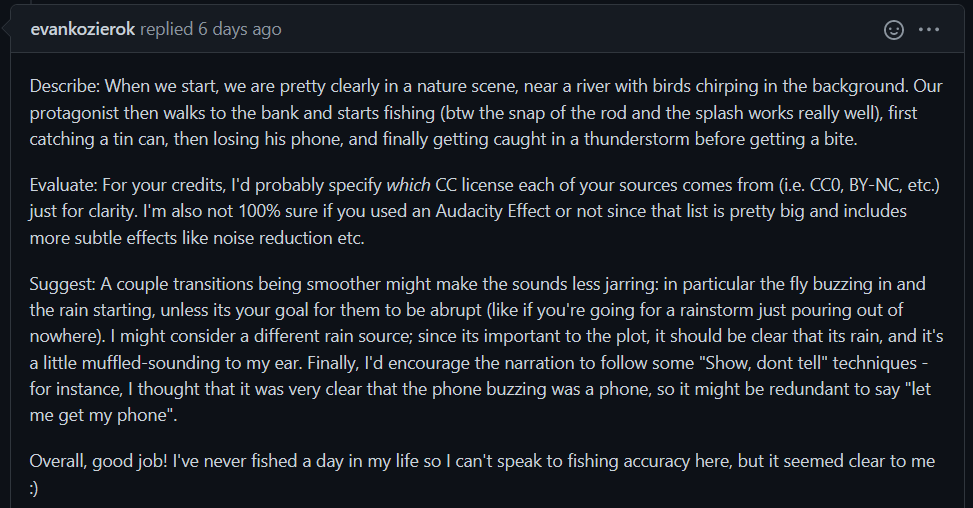 evankozierok replied 6 days ago
Describe: When we start, we are pretty clearly in a nature scene, near a river with birds chirping in the background. Our
protagonist then walks to the bank and starts fishing (btw the snap of the rod and the splash works really well), first
catching a tin can, then losing his phone, and finally getting caught in a thunderstorm before getting a bite.
Evaluate: For your credits, I'd probably specify which CC license each of your sources comes from (i.e. CC0, BY-NC, etc.)
just for clarity. I'm also not 100% sure if you used an Audacity Effect or not since that list is pretty big and includes
more subtle effects like noise reduction etc.
Suggest: A couple transitions being smoother might make the sounds less jarring: in particular the fly buzzing in and
the rain starting, unless its your goal for them to be abrupt (like if you're going for a rainstorm just pouring out of
nowhere). I might consider a different rain source; since its important to the plot, it should be clear that its rain, and it's
a little muffled-sounding to my ear. Finally, I'd encourage the narration to follow some "Show, dont tell" techniques -
for instance, I thought that it was very clear that the phone buzzing was a phone, so it might be redundant to say "let
me get my phone".
Overall, good job! I've never fished a day in my life so I can't speak to fishing accuracy here, but it seemed clear to me
:)